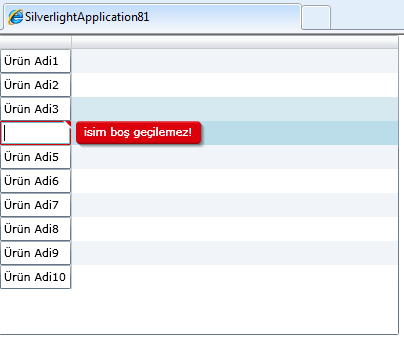 SilverlightApplication81
Ürün Adi1
Ürün Adi2
Ürün Adi3
isim boş geçilemez!
Ürün Adi5
Ürün Adi6
Ürün Adi7
Ürün Adi8
Ürün Adi9
Ürün Adi10